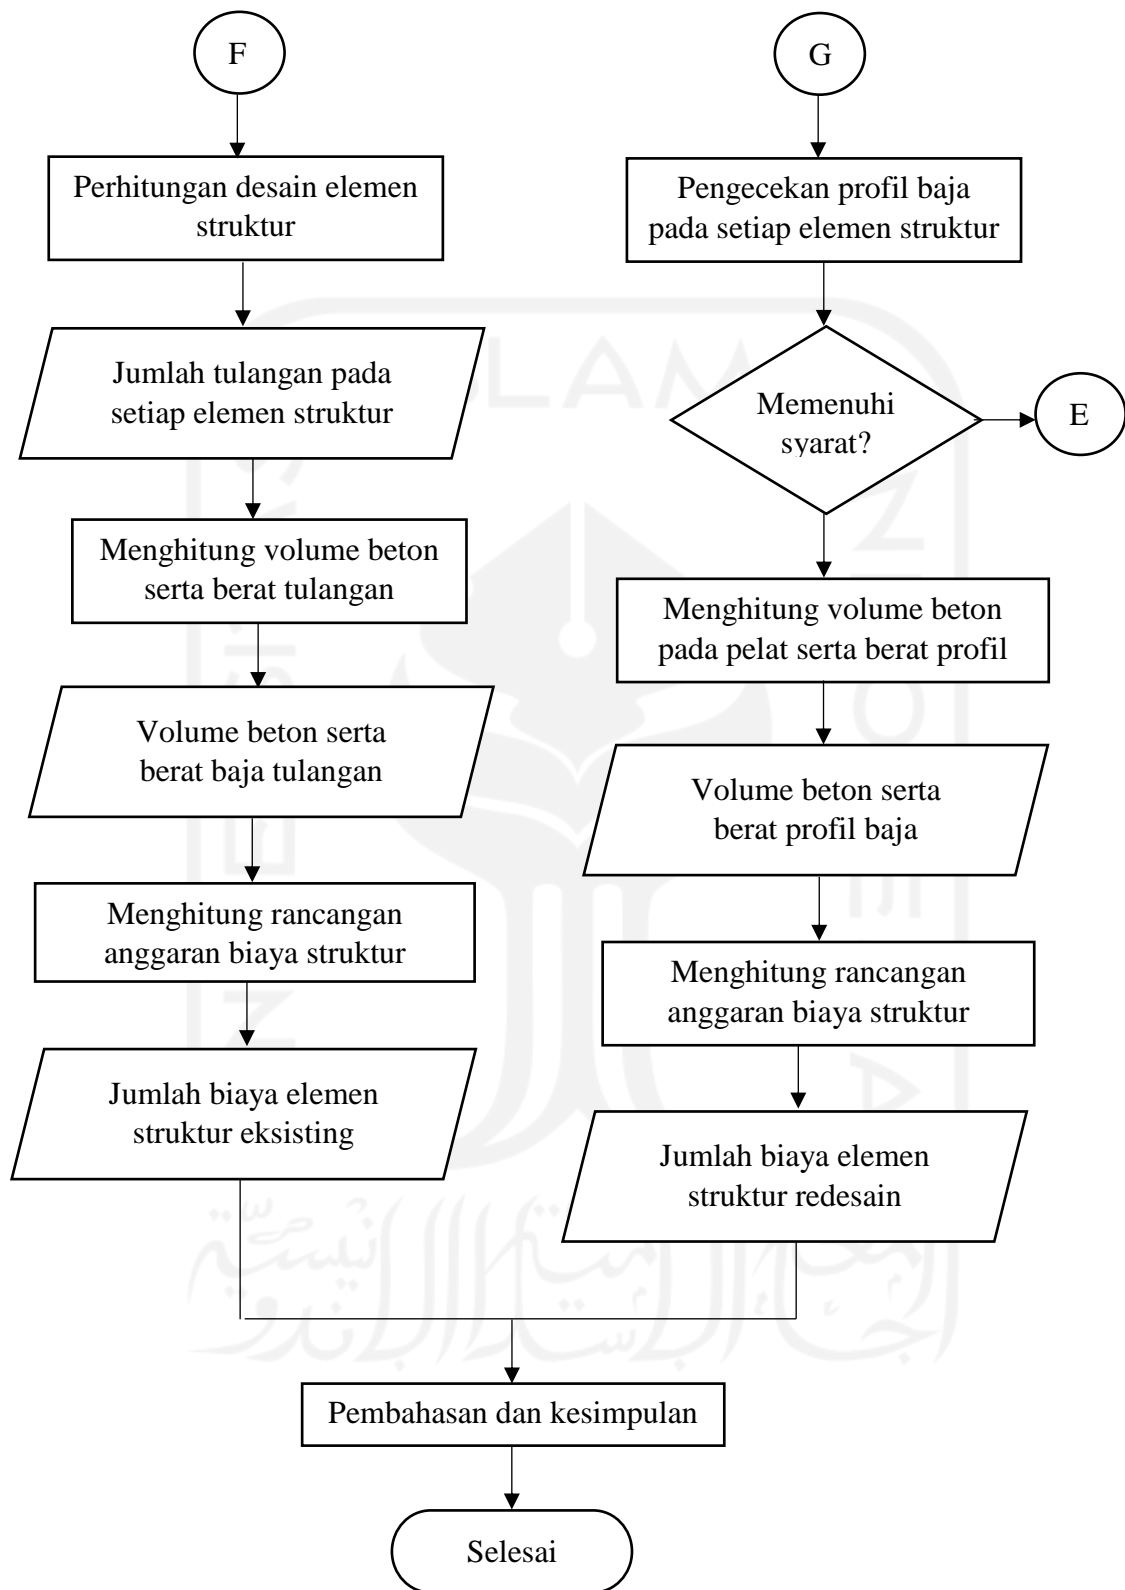 F
Perhitungan desain elemen
struktur
Jumlah tulangan pada
setiap elemen struktur
Menghitung volume beton
serta berat tulangan
Volume beton serta
berat baja tulangan
Menghitung rancangan
anggaran biaya struktur
Jumlah biaya elemen
struktur eksisting
G
Pengecekan profil baja
pada setiap elemen struktur
Memenuhi
syarat?
E
Menghitung volume beton
pada pelat serta berat profil
Volume beton serta
berat profil baja
Menghitung rancangan
anggaran biaya struktur
Jumlah biaya elemen
struktur redesain
Pembahasan dan kesimpulan
Selesai